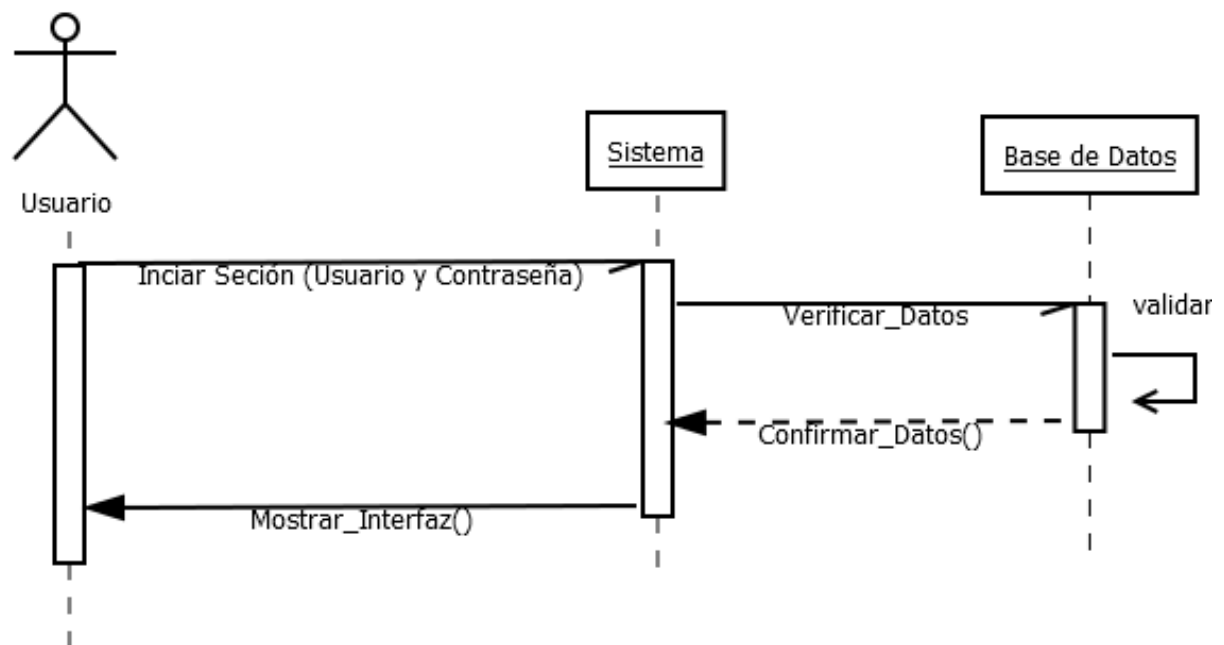 Sistema
Base de Datos
Usuario
Inciar Seción (Usuario y Contraseña)
Verificar_Datos
validar
Confirmar_Datos()
Mostrar_Interfaz()